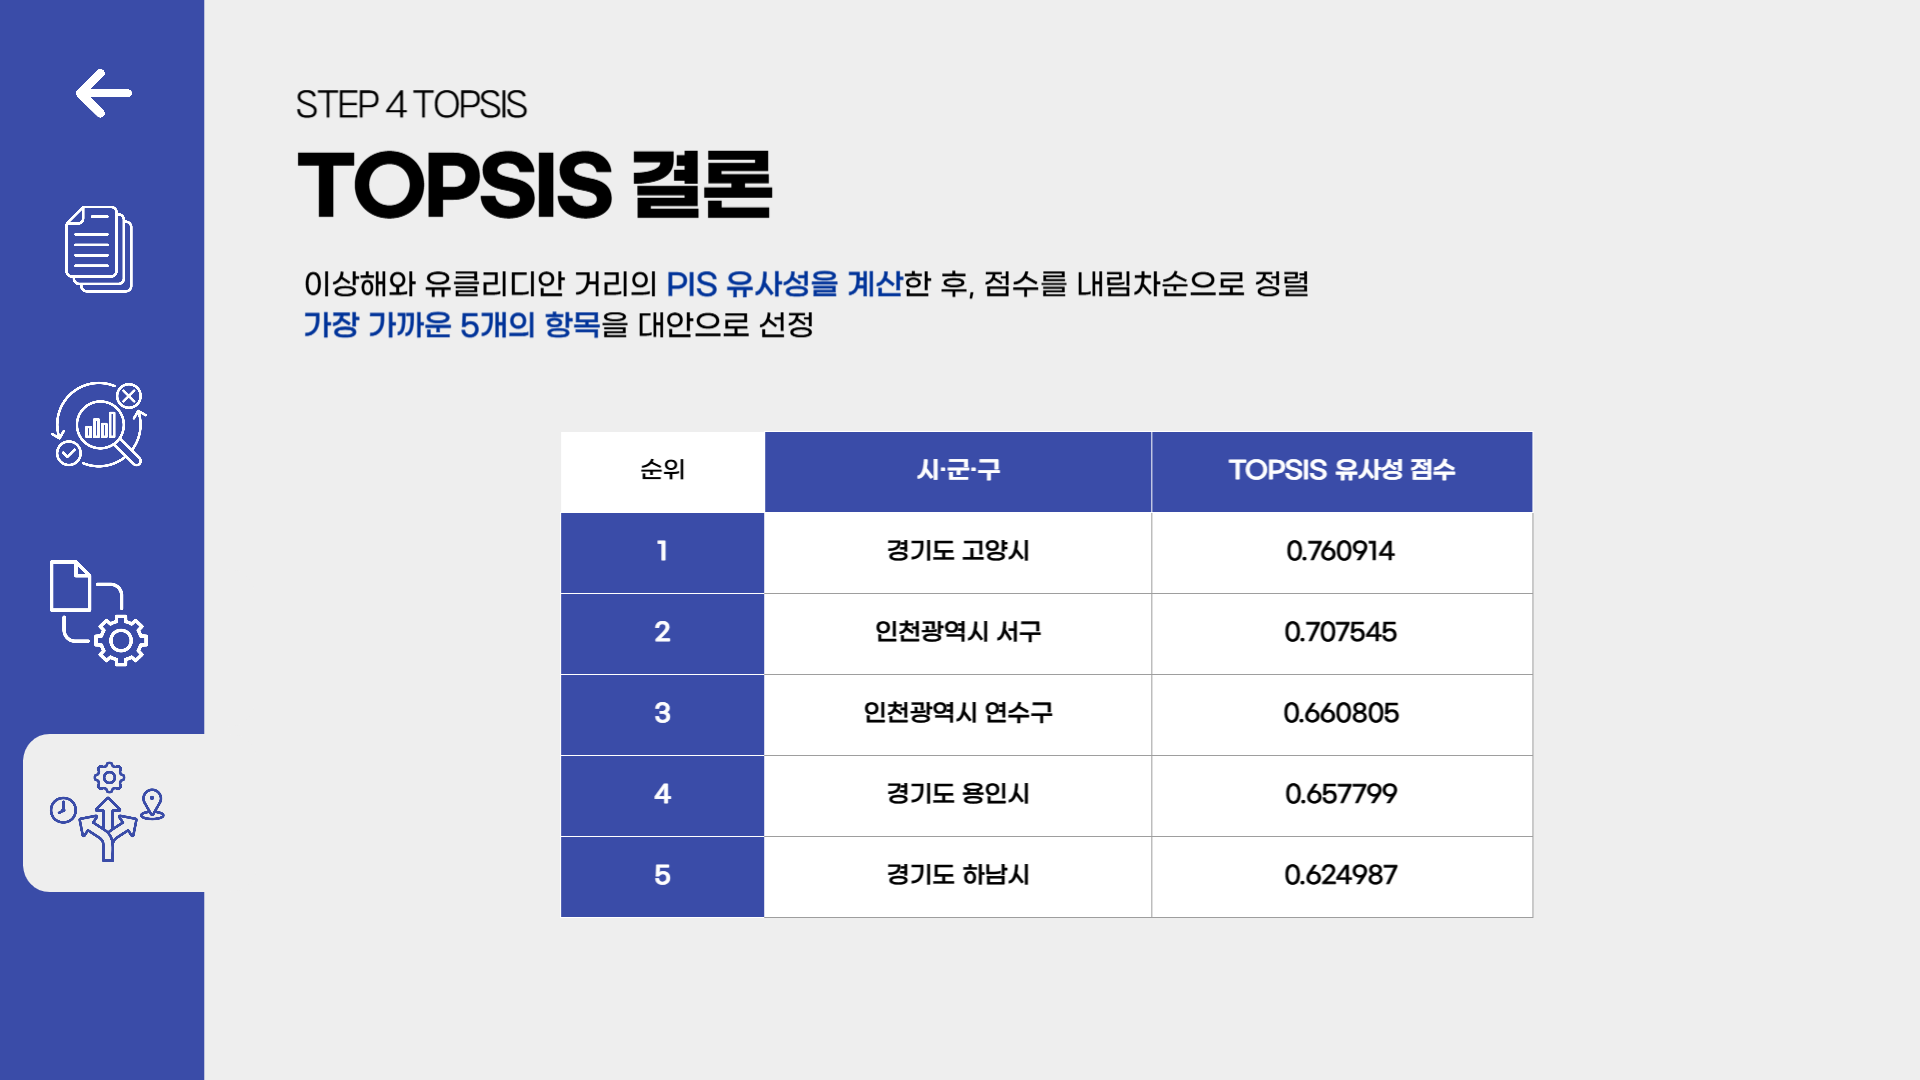 STEP 4 TOPSIS
TOPSIS 결론
이상해와 유클리디안 거리의 PIS 유사성을 계산한 후, 점수를 내림차순으로 정렬
가장 가까운 5개의 항목을 대안으로 선정
순위 시·군·구 TOPSIS 유사성 점수
1 경기도 고양시 0.760914
2 인천광역시 서구 0.707545
3 인천광역시 연수구 0.660805
4 경기도 용인시 0.657799
5 경기도 하남시 0.624987